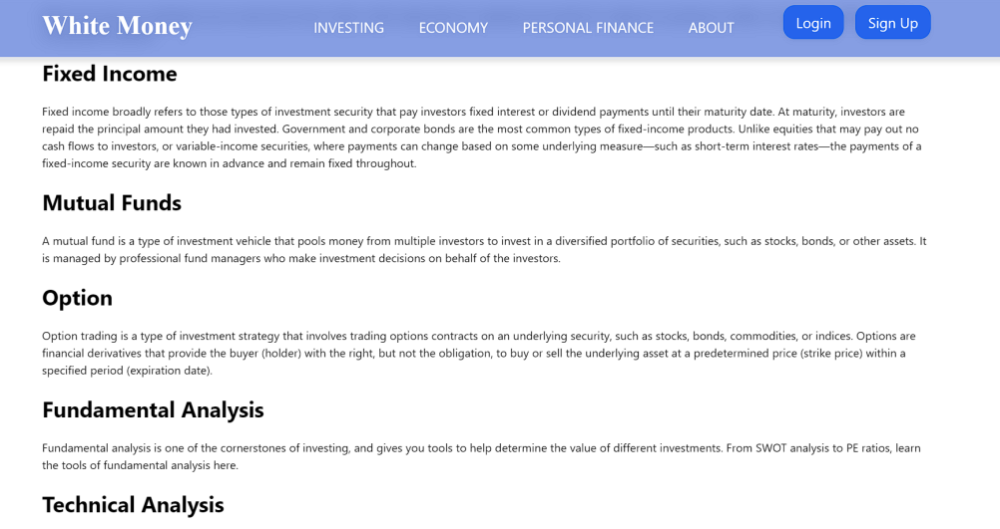 White Money
INVESTING
ECONOMY
PERSONAL FINANCE
ABOUT
Login
Sign Up
Fixed Income
Fixed income broadly refers to those types of investment security that pay investors fixed interest or dividend payments until their maturity date. At maturity, investors are
repaid the principal amount they had invested. Government and corporate bonds are the most common types of fixed-income products. Unlike equities that may pay out no
cash flows to investors, or variable-income securities, where payments can change based on some underlying measure—such as short-term interest rates—the payments of a
fixed-income security are known in advance and remain fixed throughout.
Mutual Funds
A mutual fund is a type of investment vehicle that pools money from multiple investors to invest in a diversified portfolio of securities, such as stocks, bonds, or other assets. It
is managed by professional fund managers who make investment decisions on behalf of the investors.
Option
Option trading is a type of investment strategy that involves trading options contracts on an underlying security, such as stocks, bonds, commodities, or indices. Options are
financial derivatives that provide the buyer (holder) with the right, but not the obligation, to buy or sell the underlying asset at a predetermined price (strike price) within a
specified period (expiration date).
Fundamental Analysis
Fundamental analysis is one of the cornerstones of investing, and gives you tools to help determine the value of different investments. From SWOT analysis to PE ratios, learn
the tools of fundamental analysis here.
Technical Analysis